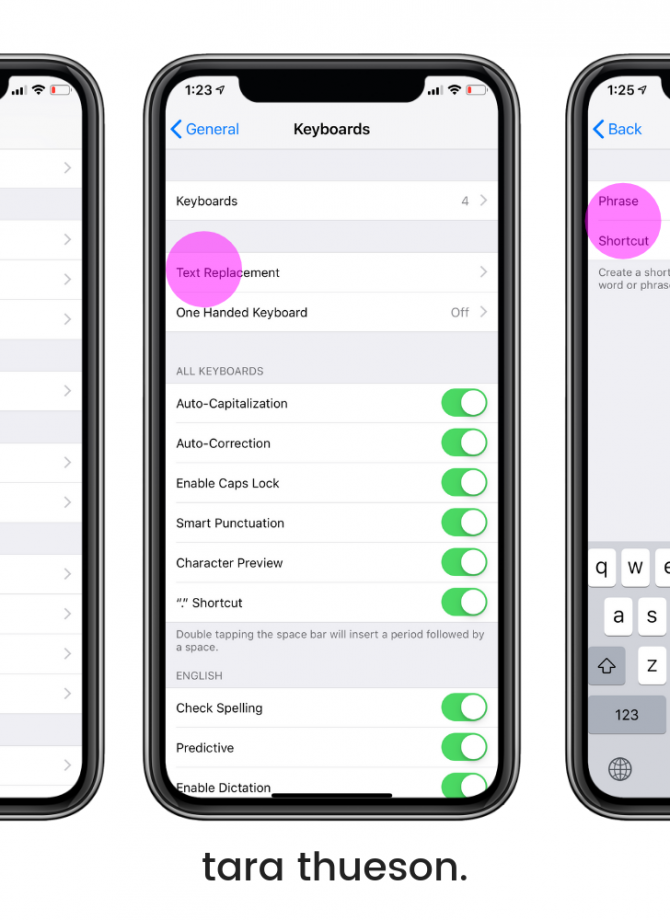 1:23
General
Keyboards
Keyboards 4
Text Replacement
One Handed Keyboard Off
ALL KEYBOARDS
Auto-Capitalization
Auto-Correction
Enable Caps Lock
Smart Punctuation
Character Preview
“.” Shortcut
Double tapping the space bar will insert a period followed by
a space.
ENGLISH
Check Spelling
Predictive
Enable Dictation
1:25
Back
Phrase
Shortcut
Create a short
word or phras
q w e
a s
z
123
tara thueson.